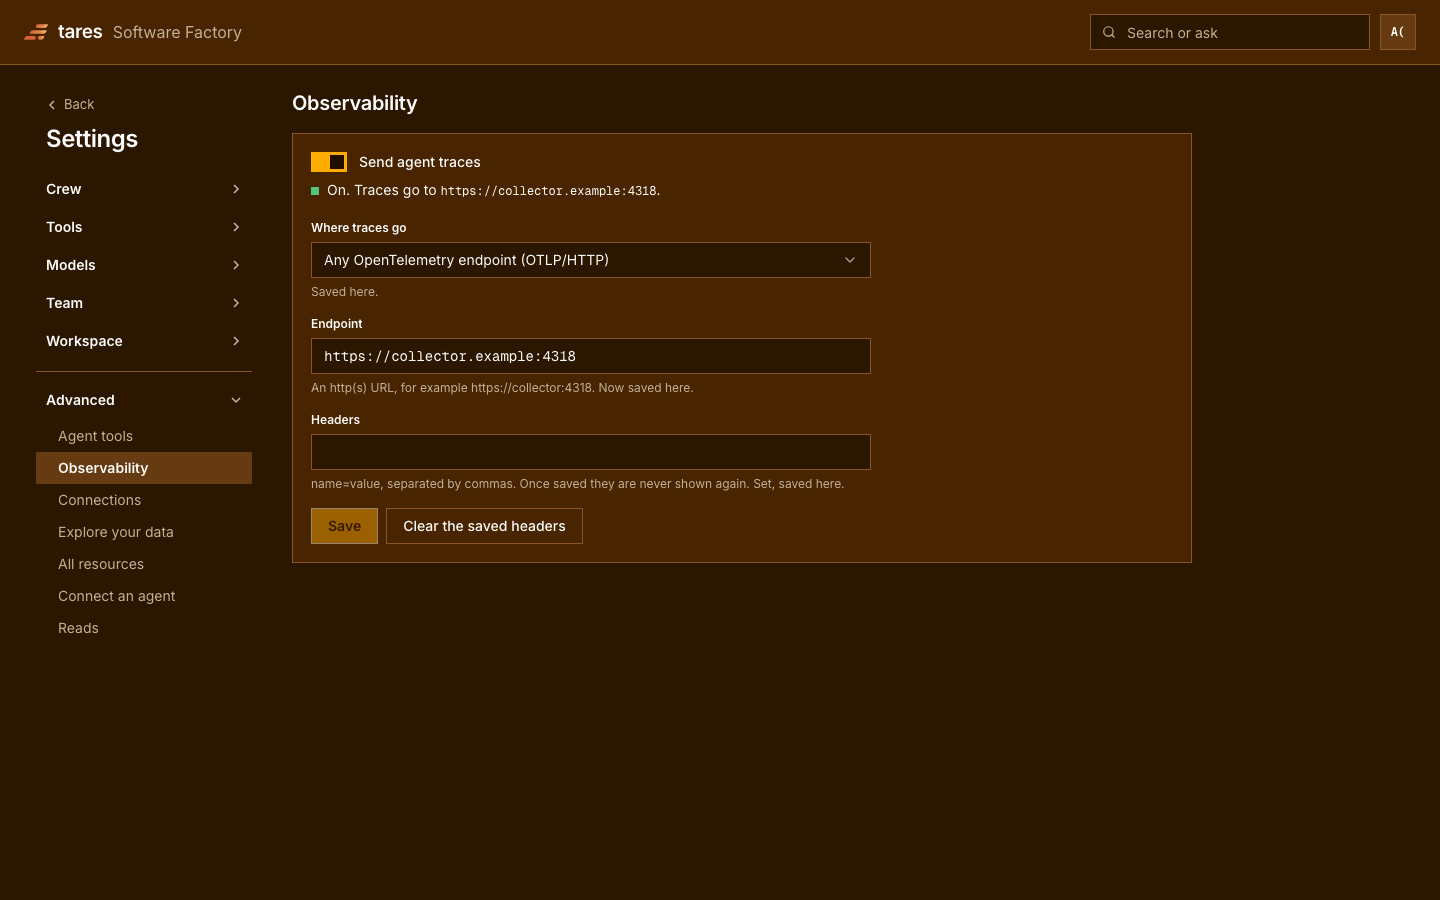 tares Software Factory
Search or ask
A(
Back
Settings
Crew
Tools
Models
Team
Workspace
Advanced
Agent tools
Observability
Connections
Explore your data
All resources
Connect an agent
Reads
Observability
Send agent traces
On. Traces go to https://collector.example:4318.
Where traces go
Any OpenTelemetry endpoint (OTLP/HTTP)
Saved here.
Endpoint
https://collector.example:4318
An http(s) URL, for example https://collector:4318. Now saved here.
Headers
name=value, separated by commas. Once saved they are never shown again. Set, saved here.
Save
Clear the saved headers